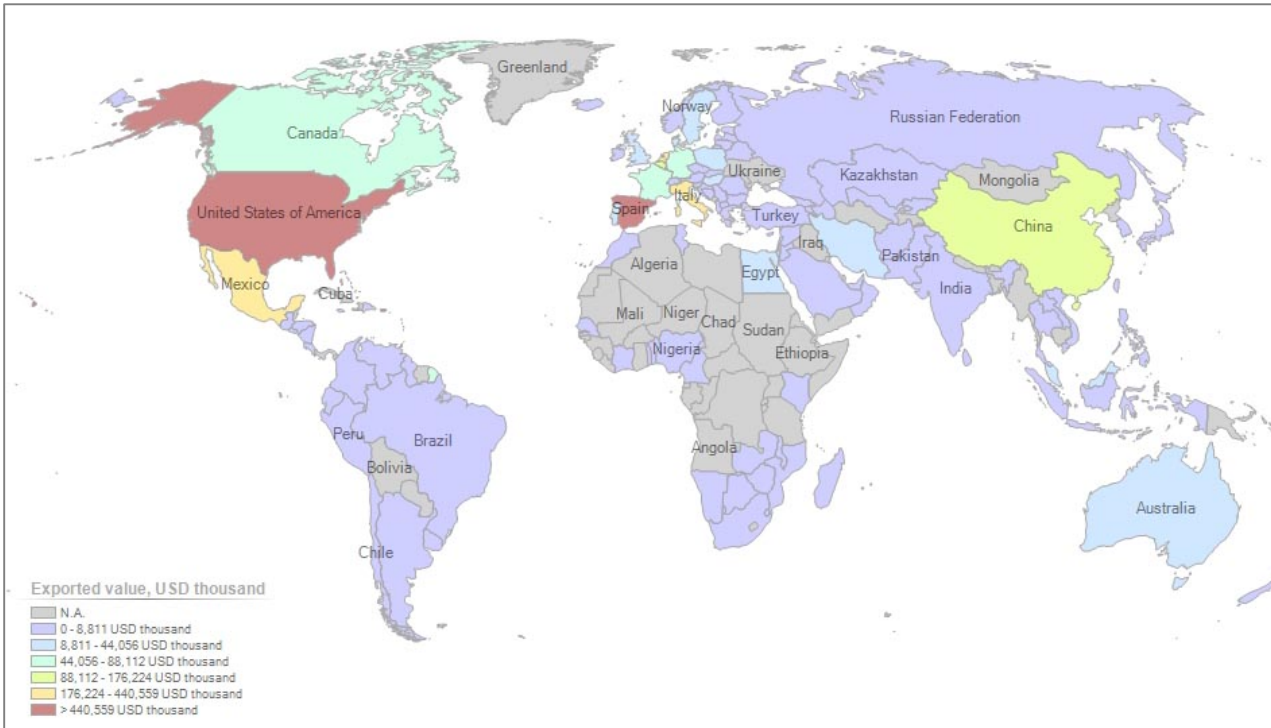 Greenland
Norway
Russian Federation
Canada
Ukraine
Kazakhstan
Mongolia
Italy
United States of America
Spain
Turkey
China
Iraq
Pakistan
Algeria
Egypt
Mexico
India
Cuba
Mali
Niger
Chad
Sudan
Nigeria
Ethiopia
Peru
Brazil
Angola
Bolivia
Australia
Chile
Exported value, USD thousand
N.A.
0 - 8,811 USD thousand
8,811 - 44,056 USD thousand
44,056 - 88,112 USD thousand
88,112 - 176,224 USD thousand
176,224 - 440,559 USD thousand
> 440,559 USD thousand